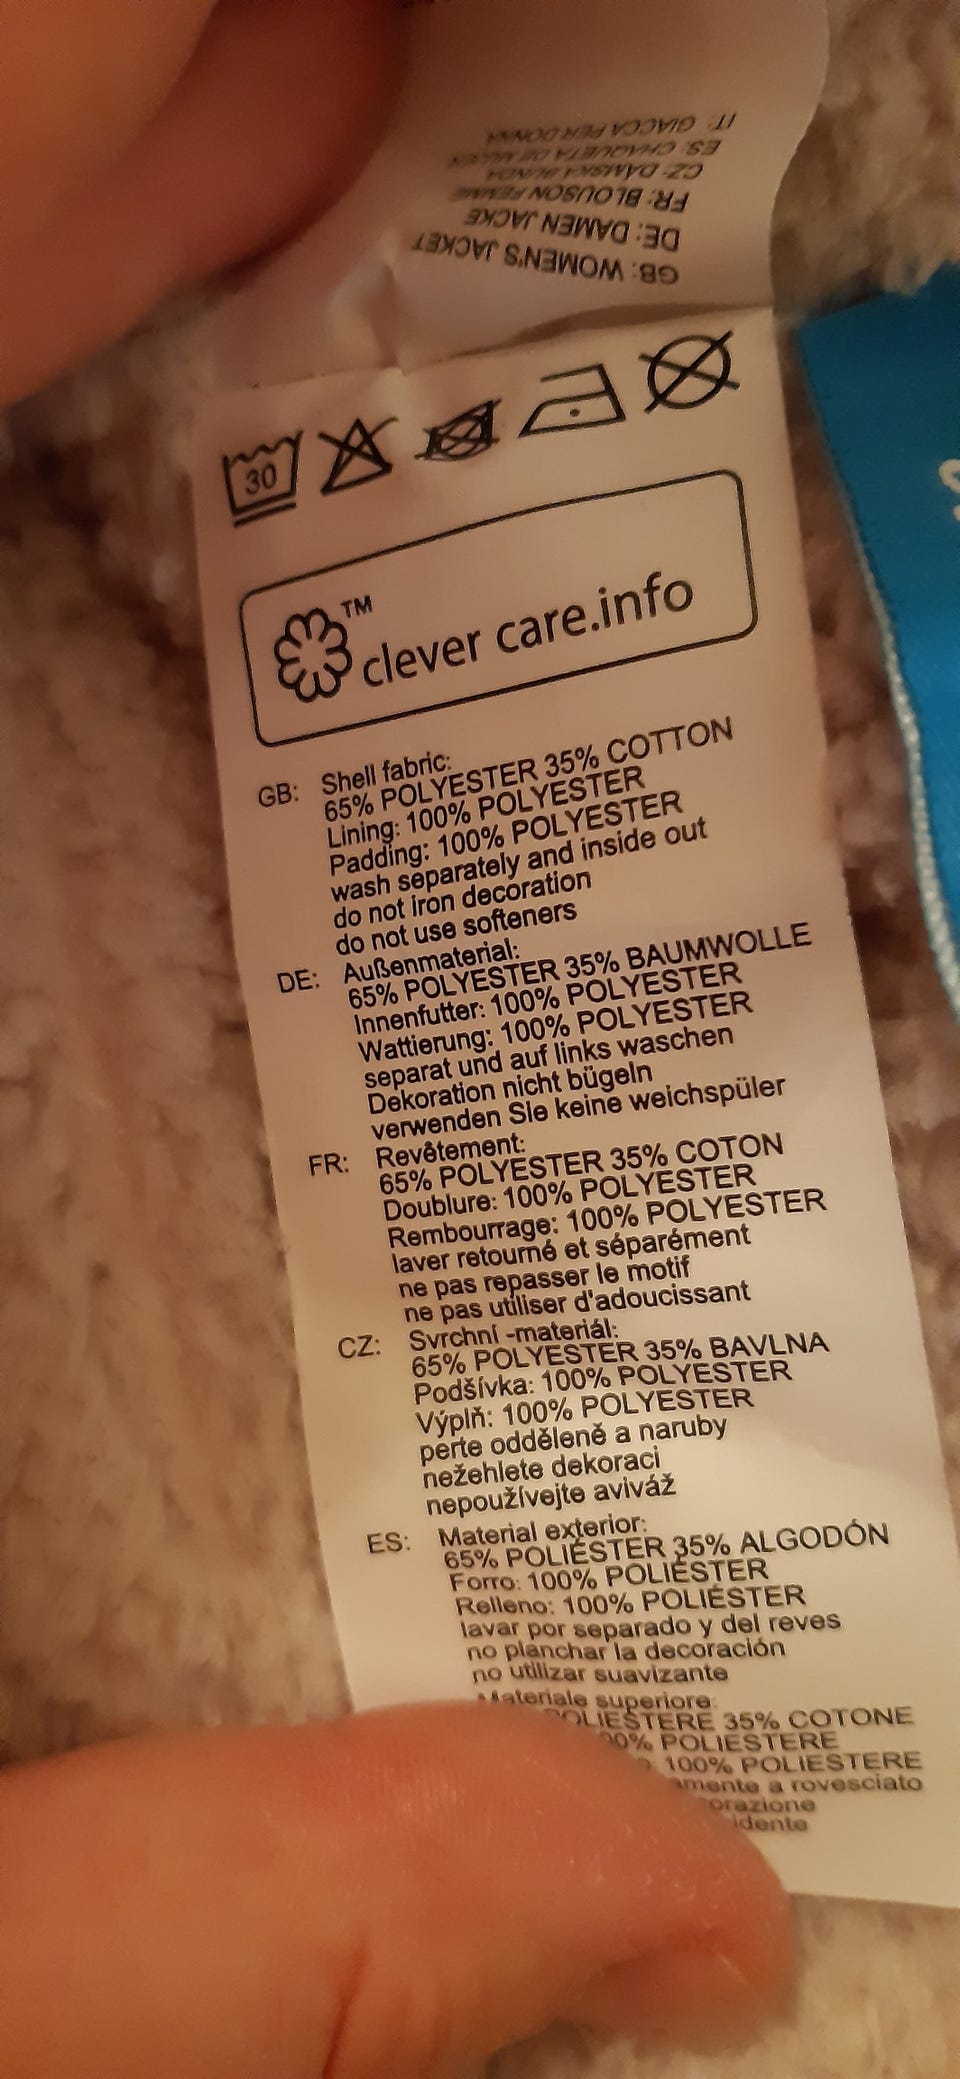 IT: GIACCA PER DONNA
ES: CHAQUETA DE MUJER
CZ: DÁMSKÁ BUNDA
FR: BLOUSON FEMME
DE: DAMEN JACKE
GB: WOMEN'S JACKET
30
TM
clever care.info
GB: Shell fabric:
65% POLYESTER 35% COTTON
Lining: 100% POLYESTER
Padding: 100% POLYESTER
wash separately and inside out
do not iron decoration
do not use softeners
DE: Außenmaterial:
65% POLYESTER 35% BAUMWOLLE
Innenfutter: 100% POLYESTER
Wattierung: 100% POLYESTER
separat und auf links waschen
Dekoration nicht bügeln
verwenden SIe keine weichspüler
FR: Revêtement:
65% POLYESTER 35% COTON
Doublure: 100% POLYESTER
Rembourrage: 100% POLYESTER
laver retourné et séparément
ne pas repasser le motif
ne pas utiliser d'adoucissant
CZ: Svrchní -materiál:
65% POLYESTER 35% BAVLNA
Podšívka: 100% POLYESTER
Výplň: 100% POLYESTER
perte odděleně a naruby
nežehlete dekoraci
nepoužívejte aviváž
ES: Material exterior:
65% POLIÉSTER 35% ALGODÓN
Forro: 100% POLIÉSTER
Relleno: 100% POLIÉSTER
lavar por separado y del reves
no planchar la decoración
no utilizar suavizante
Materiale superiore:
POLIESTERE 35% COTONE
00% POLIESTERE
100% POLIESTERE
amente a rovesciato
orazione
idente
S